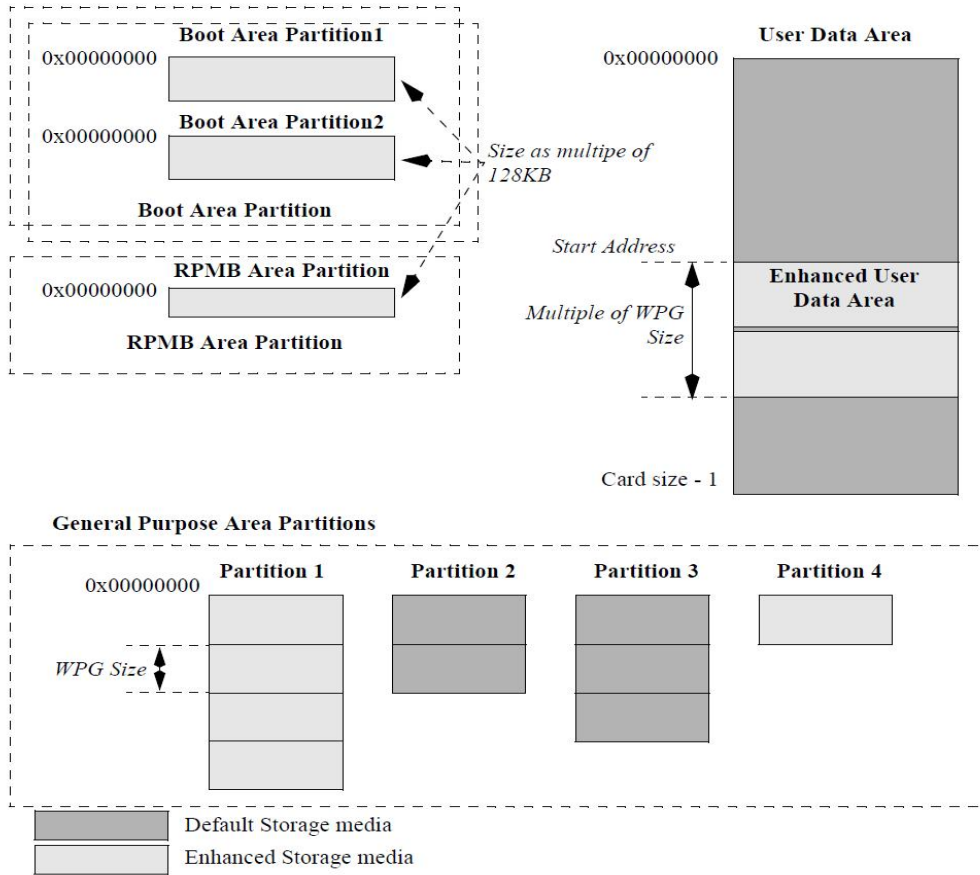 Boot Area Partition1
0x00000000
Boot Area Partition2
0x00000000
Size as multipe of
128KB
Boot Area Partition
RPMB Area Partition
0x00000000
RPMB Area Partition
User Data Area
0x00000000
Start Address
Enhanced User
Data Area
Multiple of WPG
Size
Card size - 1
General Purpose Area Partitions
0x00000000
Partition 1
Partition 2
Partition 3
Partition 4
WPG Size
Default Storage media
Enhanced Storage media